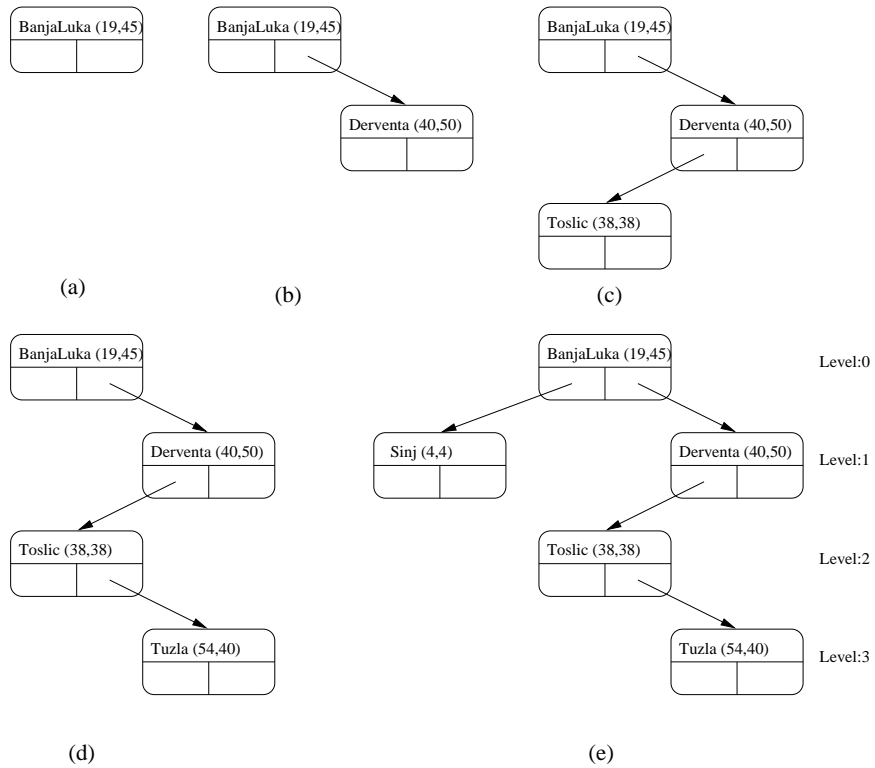 BanjaLuka (19,45)
(a)
BanjaLuka (19,45)
Derventa (40,50)
(b)
BanjaLuka (19,45)
Derventa (40,50)
Toslic (38,38)
(c)
BanjaLuka (19,45)
Derventa (40,50)
Toslic (38,38)
Tuzla (54,40)
(d)
BanjaLuka (19,45)
Level:0
Sinj (4,4)
Derventa (40,50)
Level:1
Toslic (38,38)
Level:2
Tuzla (54,40)
Level:3
(e)